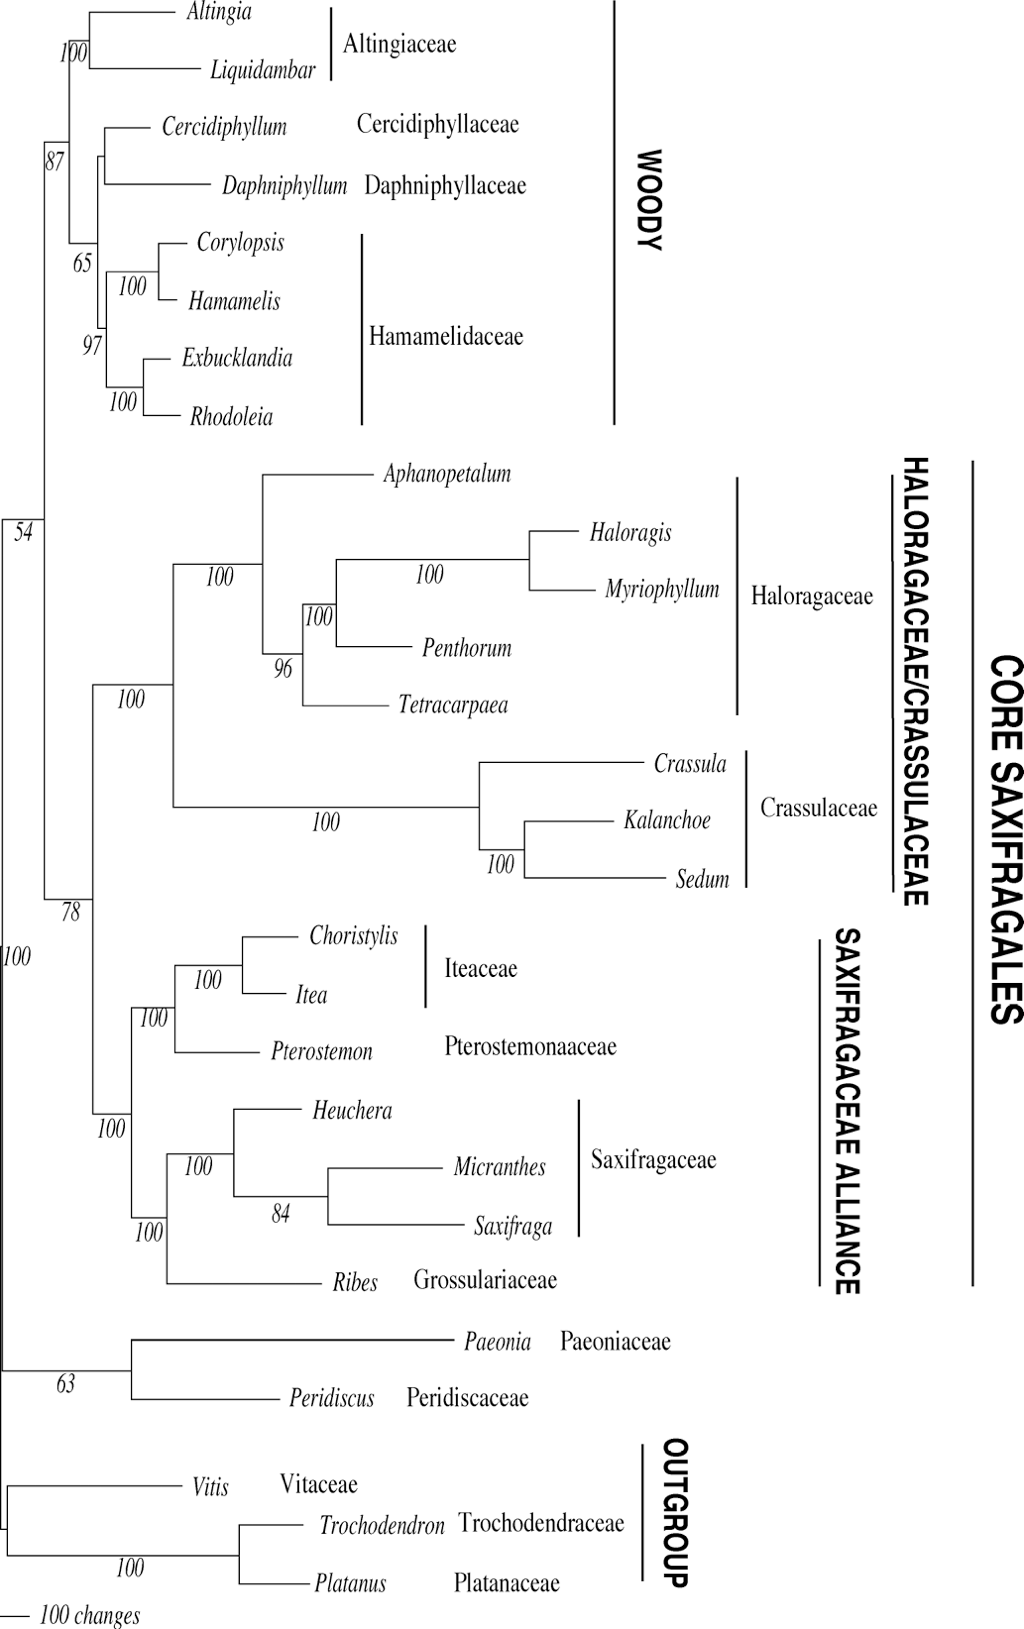 Altingia
100
Altingiaceae
Liquidambar
Cercidiphyllum Cercidiphyllaceae
87
WOODY
Daphniphyllum Daphniphyllaceae
Corylopsis
65
100
Hamamelis
Hamamelidaceae
97
Exbucklandia
100
Rhodoleia
Aphanopetalum
54
Haloragis
100
100
Myriophyllum
Haloragaceae
100
Penthorum
96
100
Tetracarpaea
HALORAGACEAE/CRASSULACEAE
CORE SAXIFRAGALES
Crassula
Crassulaceae
100
Kalanchoe
100
Sedum
78
Choristylis
100
Iteaceae
100
Itea
100
Pterostemon Pterostemonaaceae
Heuchera
100
SAXIFRAGACEAE ALLIANCE
100
Micranthes
Saxifragaceae
84
Saxifraga
100
Ribes Grossulariaceae
Paeonia Paeoniaceae
63
Peridiscus Peridiscaceae
Vitis Vitaceae
OUTGROUP
Trochodendron Trochodendraceae
100
Platanus Platanaceae
100 changes